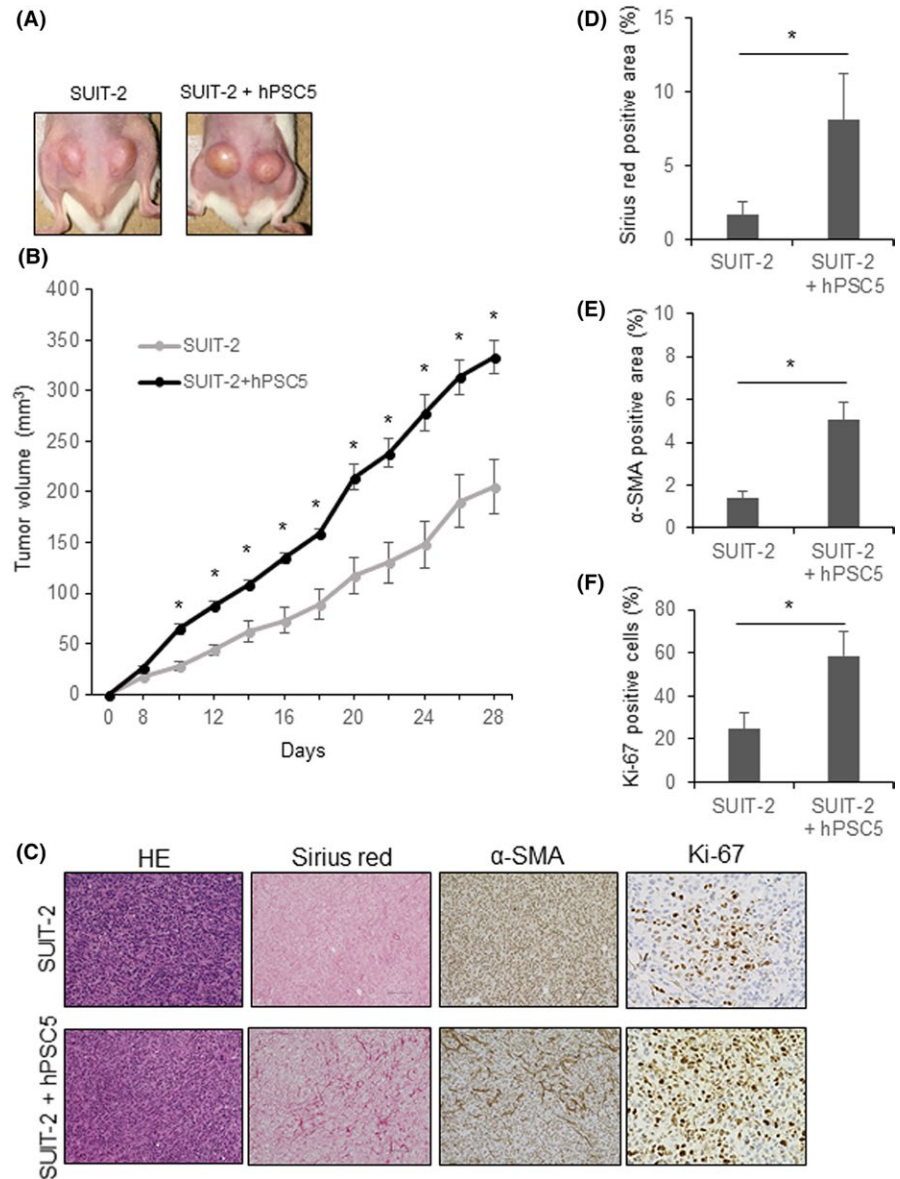 (A)
SUIT-2
SUIT-2 + hPSC5
(B)
Tumor volume (mm³)
400
350
300
250
200
150
100
50
0
SUIT-2
SUIT-2+hPSC5
*
*
*
*
*
*
*
*
*
*
0 8 12 16 20 24 28
Days
(C)
HE
Sirius red
α-SMA
Ki-67
SUIT-2
SUIT-2 + hPSC5
(D)
Sirius red positive area (%)
15
10
5
0
*
SUIT-2
SUIT-2
+ hPSC5
(E)
α-SMA positive area (%)
10
8
6
4
2
0
*
SUIT-2
SUIT-2
+ hPSC5
(F)
Ki-67 positive cells (%)
80
60
40
20
0
*
SUIT-2
SUIT-2
+ hPSC5